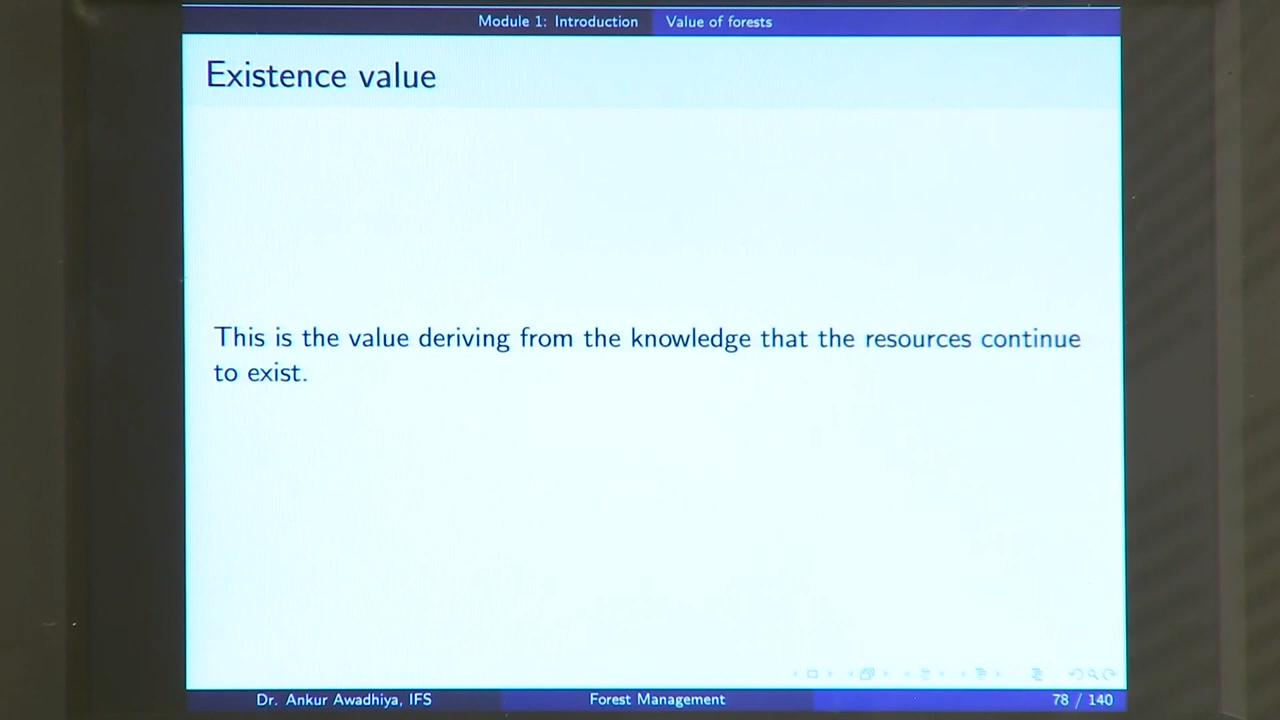 Module 1: Introduction Value of forests
Existence value
This is the value deriving from the knowledge that the resources continue
to exist.
Dr. Ankur Awadhiya, IFS Forest Management 78 / 140